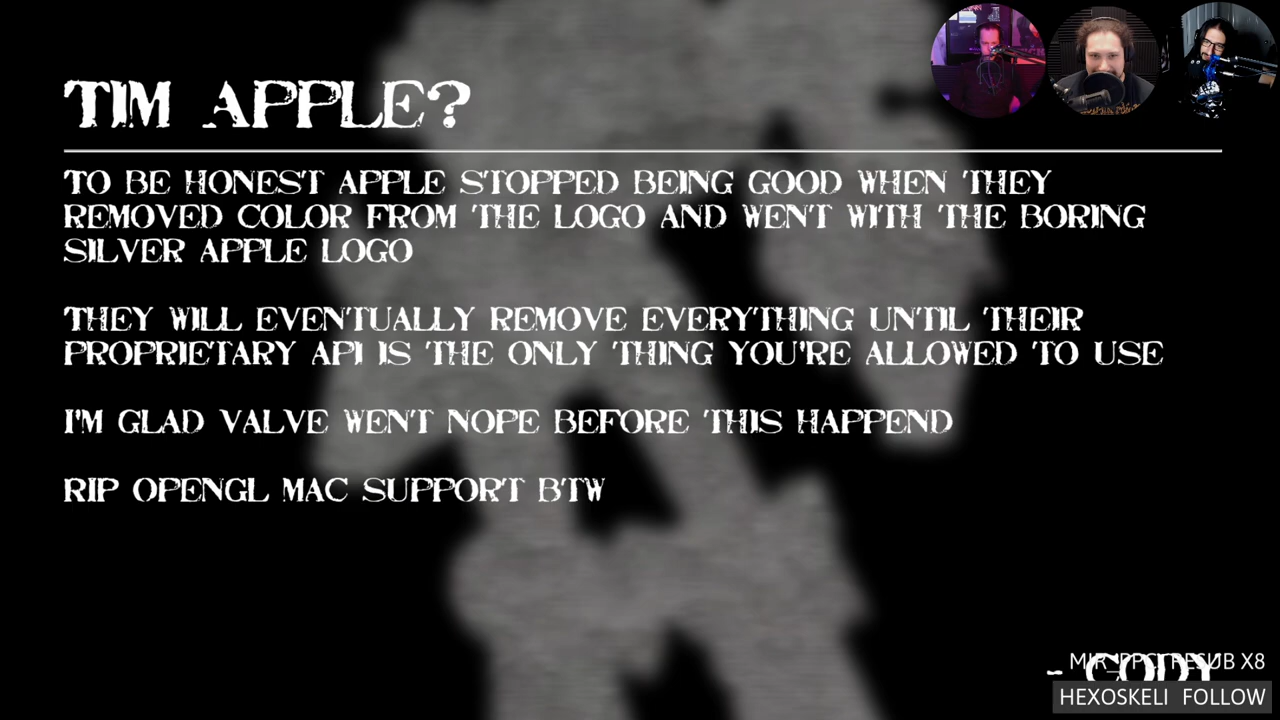 TIM APPLE?
TO BE HONEST APPLE STOPPED BEING GOOD WHEN THEY
REMOVED COLOR FROM THE LOGO AND WENT WITH THE BORING
SILVER APPLE LOGO
THEY WILL EVENTUALLY REMOVE EVERYTHING UNTIL THEIR
PROPRIETARY API IS THE ONLY THING YOU'RE ALLOWED TO USE
I'M GLAD VALVE WENT NOPE BEFORE THIS HAPPEND
RIP OPENGL MAC SUPPORT BTW
- CODY
RESUB X8
HEXOSKELI FOLLOW